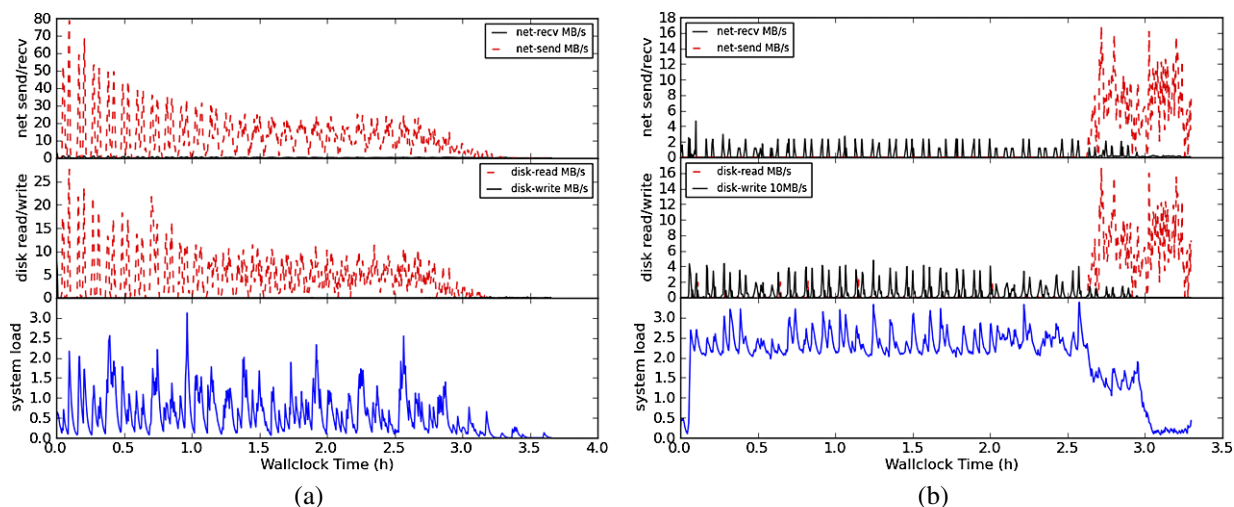 net send/recv
80
70
60
50
40
30
20
10
0
net-recv MB/s
net-send MB/s
disk read/write
25
20
15
10
5
0
disk-read MB/s
disk-write MB/s
system load
3.0
2.5
2.0
1.5
1.0
0.5
0.0
0.0 0.5 1.0 1.5 2.0 2.5 3.0 3.5 4.0
Wallclock Time (h)
(a)
net send/recv
18
16
14
12
10
8
6
4
2
0
net-recv MB/s
net-send MB/s
disk read/write
16
14
12
10
8
6
4
2
0
disk-read MB/s
disk-write 10MB/s
system load
3.0
2.5
2.0
1.5
1.0
0.5
0.0
0.0 0.5 1.0 1.5 2.0 2.5 3.0 3.5
Wallclock Time (h)
(b)